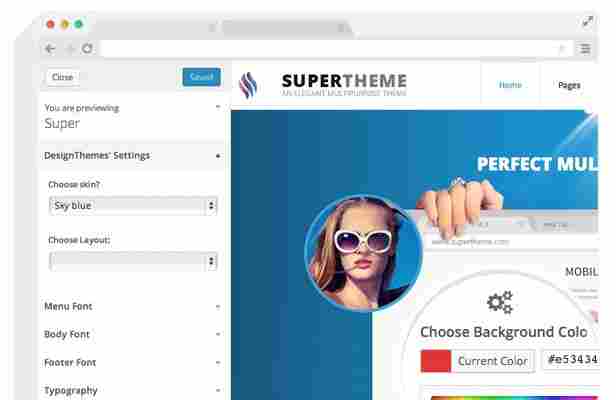 Close
Saved
You are previewing
Super
DesignThemes' Settings
Choose skin?
Sky blue
Choose Layout:
Menu Font
Body Font
Footer Font
Typography
SUPERTHEME
AN ELEGANT MULTIPURPOSE THEME
Home
Pages
PERFECT MUL
www.supertheme.com
MOBIL
Choose Background Colo
Current Color
#e53434